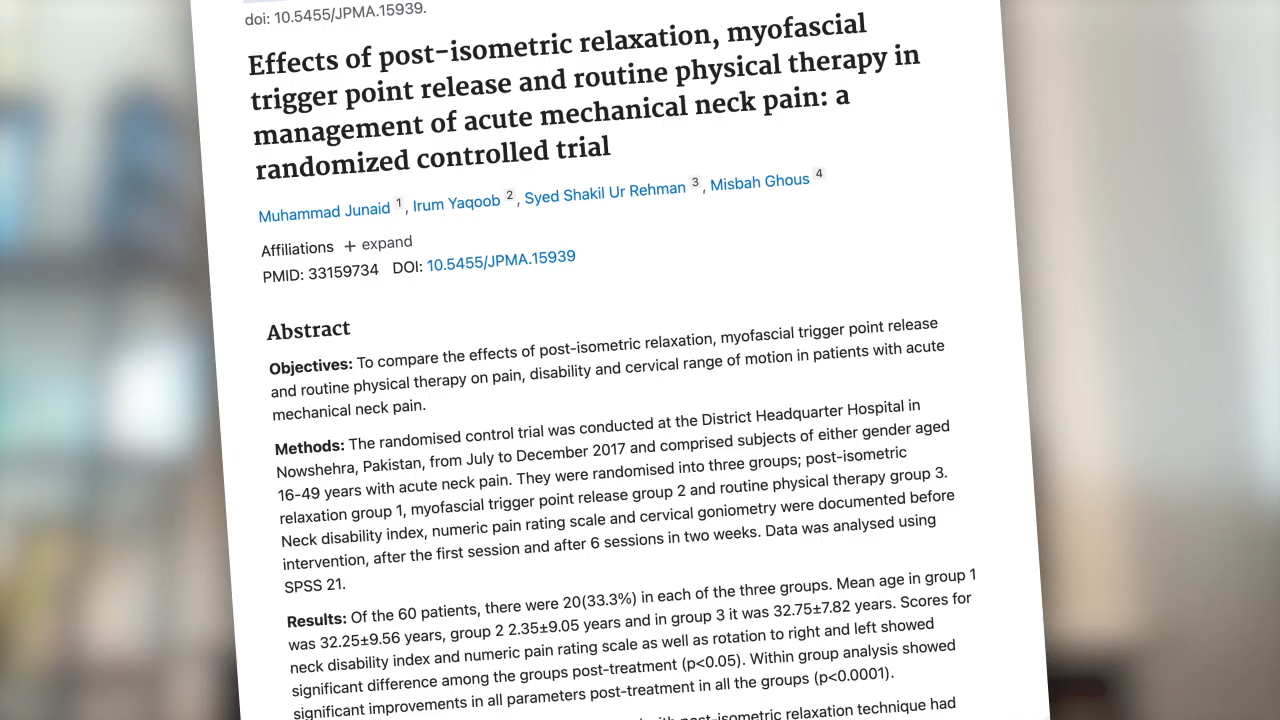 doi: 10.5455/JPMA.15939.
Effects of post-isometric relaxation, myofascial
trigger point release and routine physical therapy in
management of acute mechanical neck pain: a
randomized controlled trial
Muhammad Junaid 1, Irum Yaqoob 2, Syed Shakil Ur Rehman 3, Misbah Ghous 4
Affiliations + expand
PMID: 33159734 DOI: 10.5455/JPMA.15939
Abstract
Objectives: To compare the effects of post-isometric relaxation, myofascial trigger point release
and routine physical therapy on pain, disability and cervical range of motion in patients with acute
mechanical neck pain.
Methods: The randomised control trial was conducted at the District Headquarter Hospital in
Nowshehra, Pakistan, from July to December 2017 and comprised subjects of either gender aged
16-49 years with acute neck pain. They were randomised into three groups; post-isometric
relaxation group 1, myofascial trigger point release group 2 and routine physical therapy group 3.
Neck disability index, numeric pain rating scale and cervical goniometry were documented before
intervention, after the first session and after 6 sessions in two weeks. Data was analysed using
SPSS 21.
Results: Of the 60 patients, there were 20(33.3%) in each of the three groups. Mean age in group 1
was 32.25±9.56 years, group 2 2.35±9.05 years and in group 3 it was 32.75±7.82 years. Scores for
neck disability index and numeric pain rating scale as well as rotation to right and left showed
significant difference among the groups post-treatment (p<0.05). Within group analysis showed
significant improvements in all parameters post-treatment in all the groups (p<0.0001).
post-isometric relaxation technique had